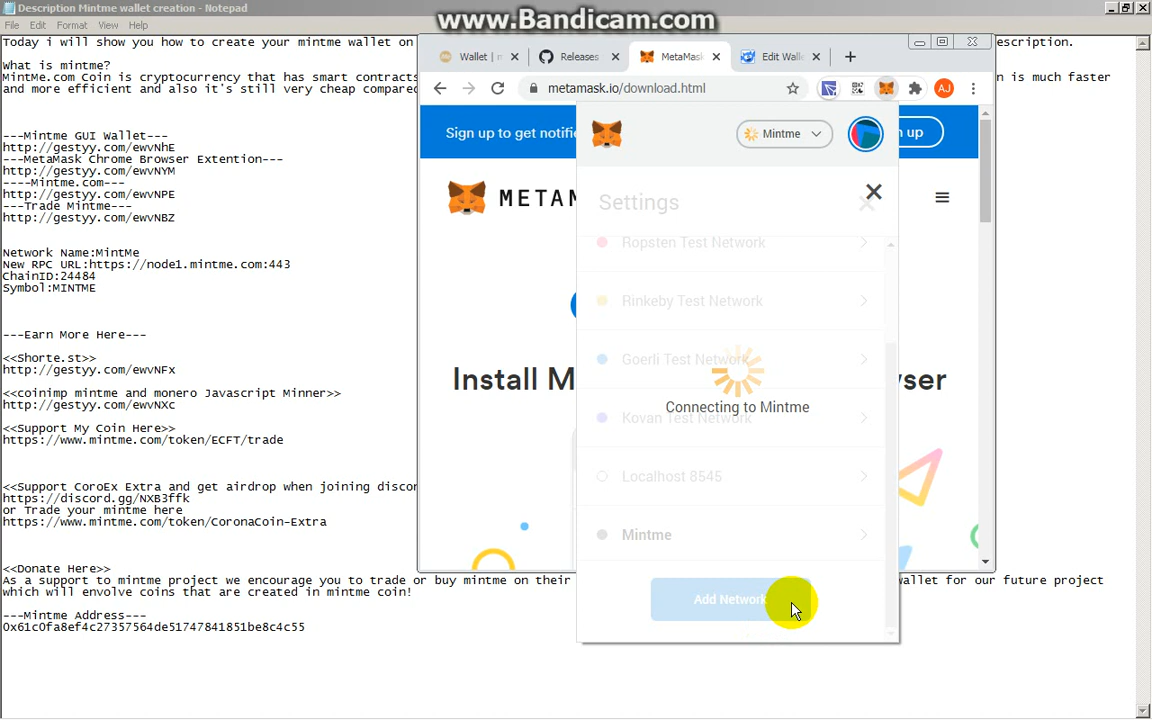 Description Mintme wallet creation - Notepad
www.Bandicam.com
File Edit Format View Help
Today i will show you how to create your mintme wallet on
escription.
What is mintme?
MintMe.com Coin is cryptocurrency that has smart contracts
n is much faster
and more efficient and also it's still very cheap compare
---Mintme GUI Wallet---
http://gestyy.com/ewvNhE
---MetaMask Chrome Browser Extention---
http://gestyy.com/ewvNYM
----Mintme.com---
http://gestyy.com/ewvNPE
---Trade Mintme---
http://gestyy.com/ewvNBZ
Network Name:MintMe
New RPC URL:https://node1.mintme.com:443
ChainID:24484
Symbol:MINTME
---Earn More Here---
<<Shorte.st>>
http://gestyy.com/ewvNFx
<<coinimp mintme and monero Javascript Minner>>
http://gestyy.com/ewvNXc
<<Support My Coin Here>>
https://www.mintme.com/token/ECFT/trade
<<Support CoroEx Extra and get airdrop when joining discor
https://discord.gg/NXB3ffk
or Trade your mintme here
https://www.mintme.com/token/CoronaCoin-Extra
<<Donate Here>>
As a support to mintme project we encourage you to trade or buy mintme on their
wallet for our future project
which will envolve coins that are created in mintme coin!
---Mintme Address---
0x61c0fa8ef4c27357564de51747841851be8c4c55
Wallet | m
Releases
MetaMask
Edit Walle
metamask.io/download.html
AJ
Sign up to get notifie
n up
METAM
Install M
wser
Mintme
Settings
Ropsten Test Network
Rinkeby Test Network
Goerli Test Network
Connecting to Mintme
Kovan Test Network
Localhost 8545
Mintme
Add Network